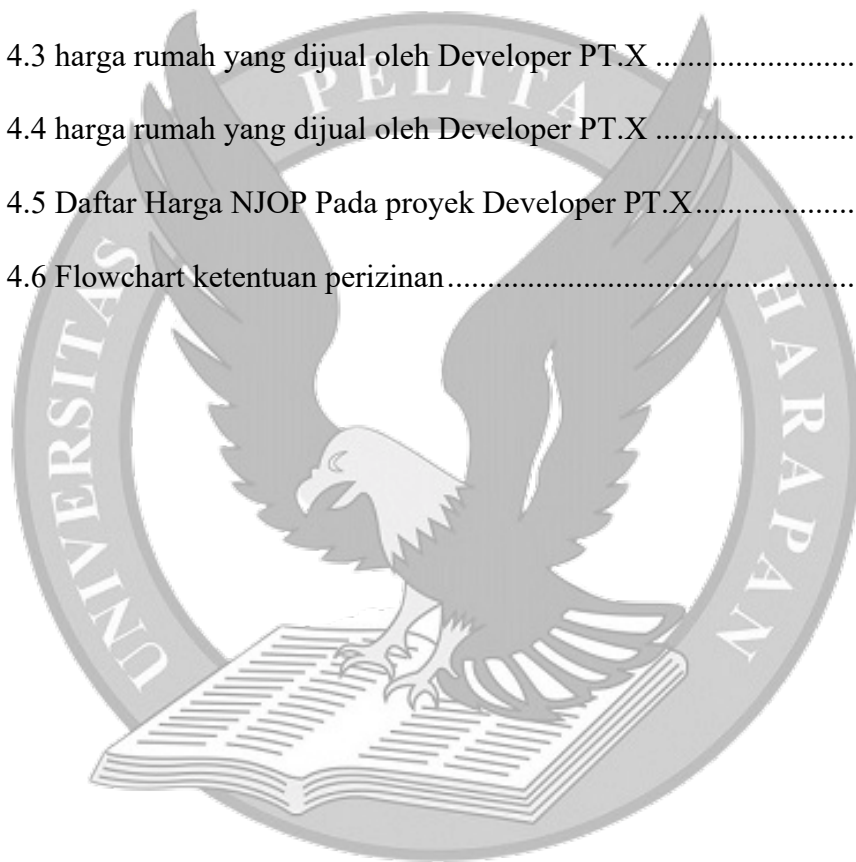 4.3 harga rumah yang dijual oleh Developer PT.X .......................
4.4 harga rumah yang dijual oleh Developer PT.X .......................
4.5 Daftar Harga NJOP Pada proyek Developer PT.X..................
4.6 Flowchart ketentuan perizinan ...............................................
UNIVERSITAS PELITA HARAPAN